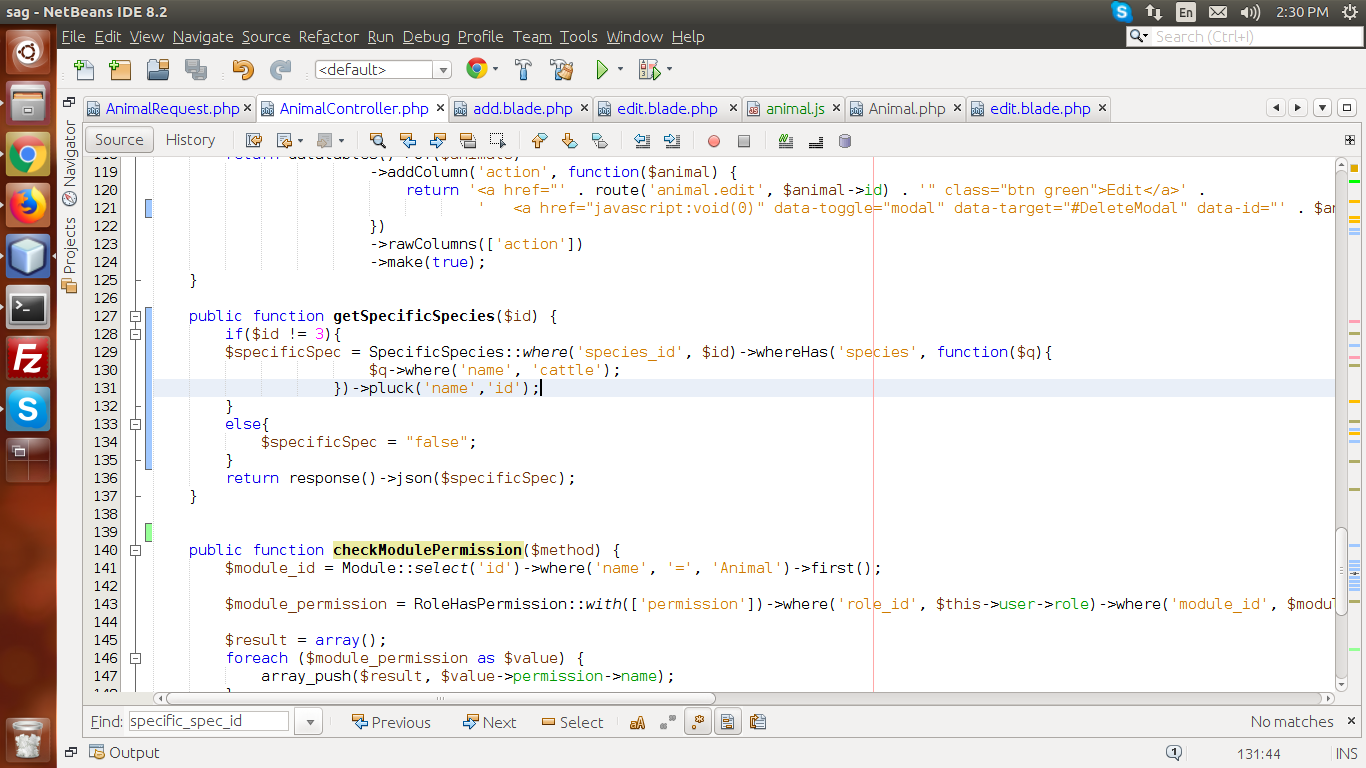 sag - NetBeans IDE 8.2
En
2:30 PM
File Edit View Navigate Source Refactor Run Debug Profile Team Tools Window Help
Search (Ctrl+I)
<default>
AnimalRequest.php
AnimalController.php
add.blade.php
edit.blade.php
animal.js
Animal.php
edit.blade.php
Source History
Navigator
Projects
119 ->addColumn('action', function($animal) {
120 return '<a href="' . route('animal.edit', $animal->id) . '" class="btn green">Edit</a>' .
121 ' <a href="javascript:void(0)" data-toggle="modal" data-target="#DeleteModal" data-id="' . $an
122 })
123 ->rawColumns(['action'])
124 ->make(true);
125 }
126
127 public function getSpecificSpecies($id) {
128 if($id != 3){
129 $specificSpec = SpecificSpecies::where('species_id', $id)->whereHas('species', function($q){
130 $q->where('name', 'cattle');
131 })->pluck('name','id');
132 }
133 else{
134 $specificSpec = "false";
135 }
136 return response()->json($specificSpec);
137 }
138
139
140 public function checkModulePermission($method) {
141 $module_id = Module::select('id')->where('name', '=', 'Animal')->first();
142
143 $module_permission = RoleHasPermission::with(['permission'])->where('role_id', $this->user->role)->where('module_id', $modul
144
145 $result = array();
146 foreach ($module_permission as $value) {
147 array_push($result, $value->permission->name);
Find: specific_spec_id Previous Next Select aA No matches
Output 1 131:44 INS